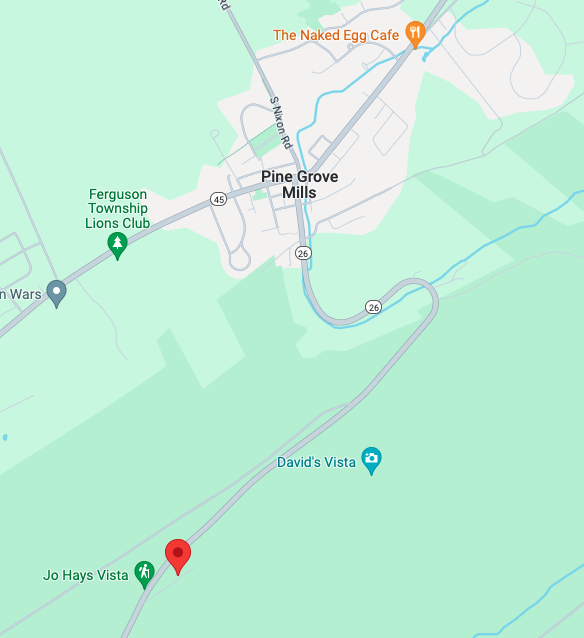 Rd
The Naked Egg Cafe
S Nixon Rd
Pine Grove
Mills
Ferguson
Township
Lions Club
45
26
n Wars
26
David's Vista
Jo Hays Vista